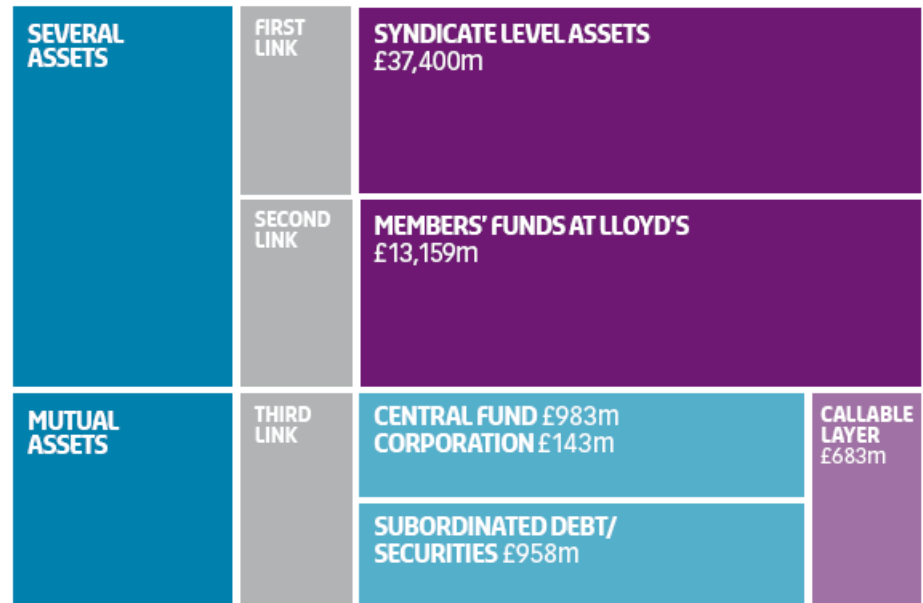 SEVERAL
ASSETS
FIRST
LINK
SYNDICATE LEVEL ASSETS
£37,400m
SECOND
LINK
MEMBERS' FUNDS AT LLOYD'S
£13,159m
MUTUAL
ASSETS
THIRD
LINK
CENTRAL FUND £983m
CORPORATION £143m
CALLABLE
LAYER
£683m
SUBORDINATED DEBT/
SECURITIES £958m